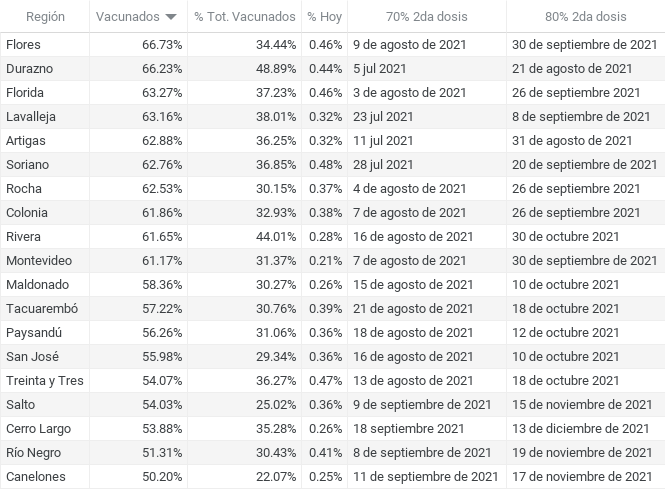 Región Vacunados % Tot. Vacunados % Hoy 70% 2da dosis 80% 2da dosis
Flores 66.73% 34.44% 0.46% 9 de agosto de 2021 30 de septiembre de 2021
Durazno 66.23% 48.89% 0.44% 5 jul 2021 21 de agosto de 2021
Florida 63.27% 37.23% 0.46% 3 de agosto de 2021 26 de septiembre de 2021
Lavalleja 63.16% 38.01% 0.32% 23 jul 2021 8 de septiembre de 2021
Artigas 62.88% 36.25% 0.32% 11 jul 2021 31 de agosto de 2021
Soriano 62.76% 36.85% 0.48% 28 jul 2021 20 de septiembre de 2021
Rocha 62.53% 30.15% 0.37% 4 de agosto de 2021 26 de septiembre de 2021
Colonia 61.86% 32.93% 0.38% 7 de agosto de 2021 26 de septiembre de 2021
Rivera 61.65% 44.01% 0.28% 16 de agosto de 2021 30 de octubre 2021
Montevideo 61.17% 31.37% 0.21% 7 de agosto de 2021 30 de septiembre de 2021
Maldonado 58.36% 30.27% 0.26% 15 de agosto de 2021 10 de octubre 2021
Tacuarembó 57.22% 30.76% 0.39% 21 de agosto de 2021 18 de octubre 2021
Paysandú 56.26% 31.06% 0.36% 18 de agosto de 2021 12 de octubre 2021
San José 55.98% 29.34% 0.36% 16 de agosto de 2021 10 de octubre 2021
Treinta y Tres 54.07% 36.27% 0.47% 13 de agosto de 2021 18 de octubre 2021
Salto 54.03% 25.02% 0.36% 9 de septiembre de 2021 15 de noviembre de 2021
Cerro Largo 53.88% 35.28% 0.26% 18 septiembre 2021 13 de diciembre de 2021
Río Negro 51.31% 30.43% 0.41% 8 de septiembre de 2021 19 de noviembre de 2021
Canelones 50.20% 22.07% 0.25% 11 de septiembre de 2021 17 de noviembre de 2021